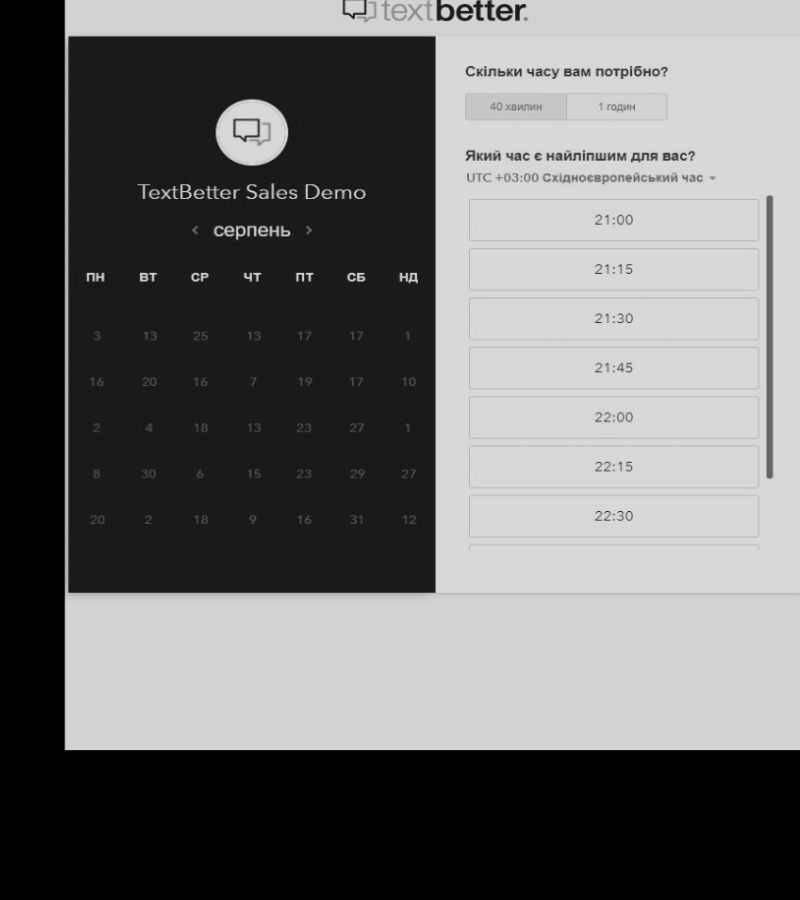 textbetter.
TextBetter Sales Demo
‹ серпень ›
ПН ВТ СР ЧТ ПТ СБ НД
3 13 25 13 17 17 1
16 20 16 7 19 17 10
2 4 18 13 23 27 1
8 30 6 15 23 29 27
20 2 18 9 16 31 12
Скільки часу вам потрібно?
40 хвилин 1 годин
Який час є найліпшим для вас?
UTC +03:00 Східноєвропейський час
21:00
21:15
21:30
21:45
22:00
22:15
22:30